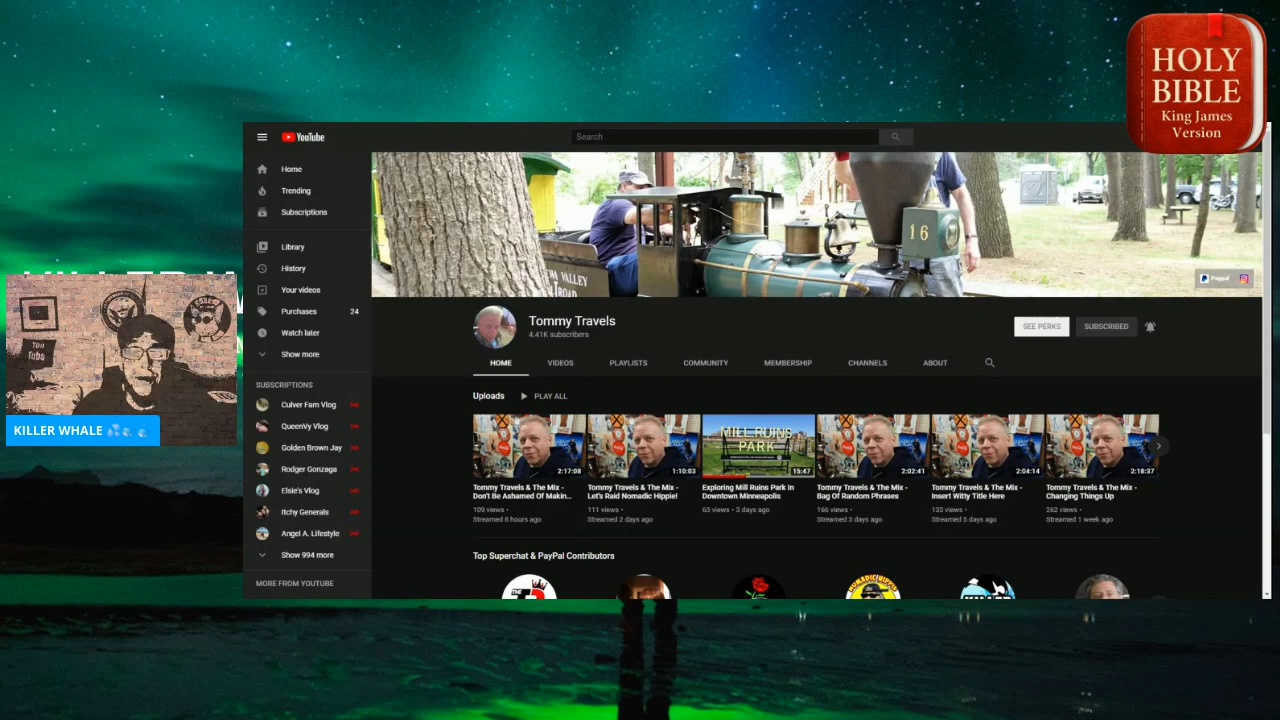 HOLY
BIBLE
King James
Version
YouTube
Search
Home
Trending
Subscriptions
Library
History
Your videos
Purchases 24
Watch later
Show more
SUBSCRIPTIONS
Culver Fam Vlog
QueenVy Vlog
Golden Brown Jay
Rodger Gonzaga
Elsie's Vlog
Itchy Generals
Angel A. Lifestyle
Show 994 more
MORE FROM YOUTUBE
You
Tube
KILLER WHALE
16
VALLEY
Paypal
Tommy Travels
4.41K subscribers
SEE PERKS
SUBSCRIBED
HOME VIDEOS PLAYLISTS COMMUNITY MEMBERSHIP CHANNELS ABOUT
Uploads PLAY ALL
2:17:08
Tommy Travels & The Mix -
Don't Be Ashamed Of Makin...
109 views •
Streamed 8 hours ago
1:10:03
Tommy Travels & The Mix -
Let's Raid Nomadic Hippie!
111 views •
Streamed 2 days ago
MILL RUINS
PARK
15:47
Exploring Mill Ruins Park In
Downtown Minneapolis
63 views • 3 days ago
2:02:41
Tommy Travels & The Mix -
Bag Of Random Phrases
166 views •
Streamed 3 days ago
2:04:14
Tommy Travels & The Mix -
Insert Witty Title Here
133 views •
Streamed 5 days ago
2:18:37
Tommy Travels & The Mix -
Changing Things Up
262 views •
Streamed 1 week ago
Top Superchat & PayPal Contributors
THE
NOMADIC HIPPIE